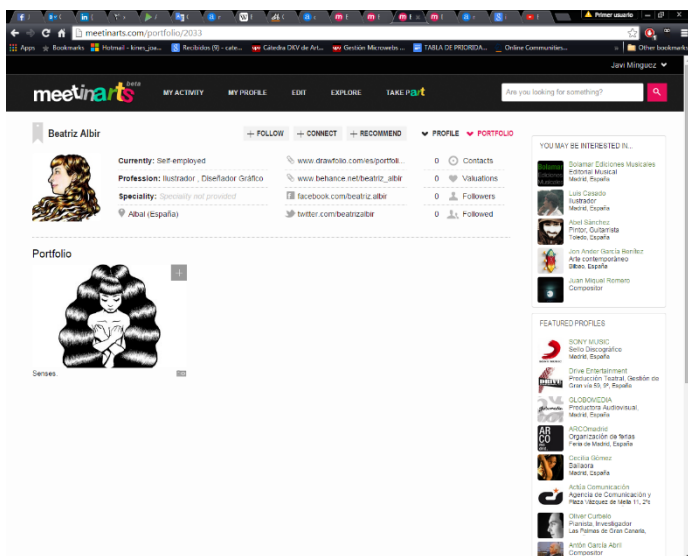 Primer usuario
meetinarts.com/portfolio/2033
Apps Bookmarks Hotmail - kines_joa... Recibidos (9) - cate... Cátedra DKV de Art... Gestión Microwebs ... TABLA DE PRIORIDA... Online Communities... » Other bookmarks
Javi Minguez
meetinarts beta
MY ACTIVITY MY PROFILE EDIT EXPLORE TAKE PArt
Are you looking for something?
Beatriz Albir
+ FOLLOW + CONNECT + RECOMMEND PROFILE PORTFOLIO
Currently: Self-employed
Profession: Ilustrador , Diseñador Gráfico
Speciality: Speciality not provided
Albal (España)
www.drawfolio.com/es/portfoli...
www.behance.net/beatriz_albir
facebook.com/beatriz.albir
twitter.com/beatrizalbir
0 Contacts
0 Valuations
0 Followers
0 Followed
Portfolio
Senses.
YOU MAY BE INTERESTED IN...
Bolamar Ediciones Musicales
Editorial Musical
Madrid, España
Luis Casado
Ilustrador
Madrid, España
Abel Sánchez
Pintor, Guitarrista
Toledo, España
Jon Ander García Benítez
Arte contemporáneo
Bilbao, España
Juan Miguel Romero
Compositor
FEATURED PROFILES
SONY MUSIC
Sello Discográfico
Madrid, España
Drive Entertainment
Producción Teatral, Gestión de
Gran vía 59, 9º, España
GLOBOMEDIA
Productora Audiovisual,
Madrid, España
ARCOmadrid
Organización de ferias
Feria de Madrid, España
Cecilia Gómez
Bailaora
Madrid, España
Actúa Comunicación
Agencia de Comunicación y
Plaza Vázquez de Mella 11, 2ºs
Oliver Curbelo
Pianista, Investigador
Las Palmas de Gran Canaria,
Antón García Abril
Compositor